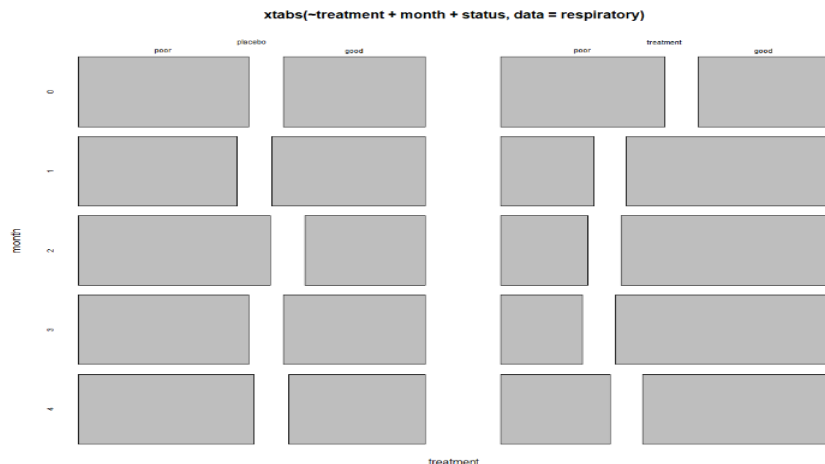 xtabs(~treatment + month + status, data = respiratory)
placebo treatment
poor good poor good
0
1
2
3
4
month
treatment